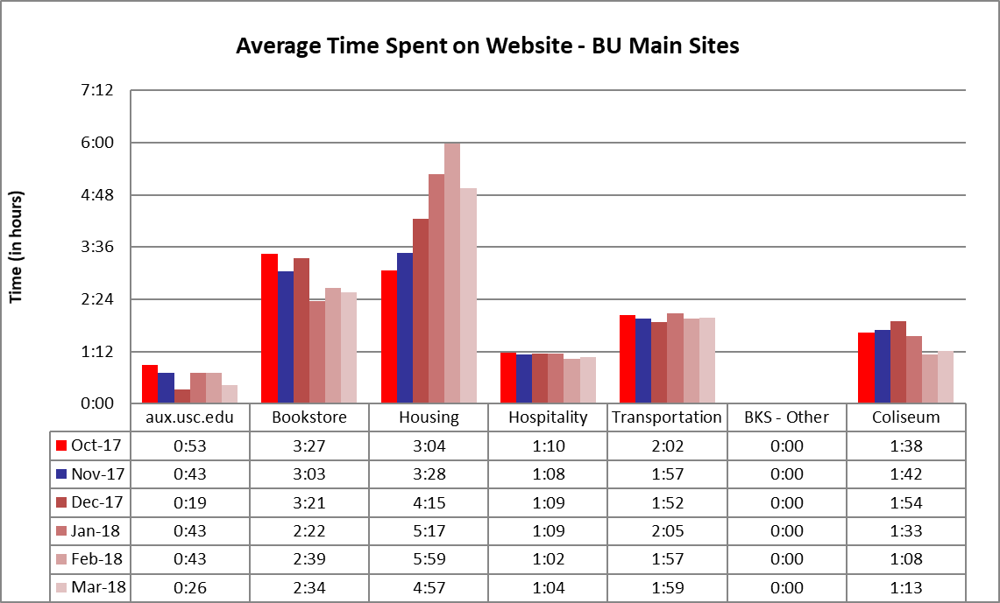 Average Time Spent on Website - BU Main Sites
Time (in hours)
7:12
6:00
4:48
3:36
2:24
1:12
0:00
aux.usc.edu Bookstore Housing Hospitality Transportation BKS - Other Coliseum
Oct-17 0:53 3:27 3:04 1:10 2:02 0:00 1:38
Nov-17 0:43 3:03 3:28 1:08 1:57 0:00 1:42
Dec-17 0:19 3:21 4:15 1:09 1:52 0:00 1:54
Jan-18 0:43 2:22 5:17 1:09 2:05 0:00 1:33
Feb-18 0:43 2:39 5:59 1:02 1:57 0:00 1:08
Mar-18 0:26 2:34 4:57 1:04 1:59 0:00 1:13